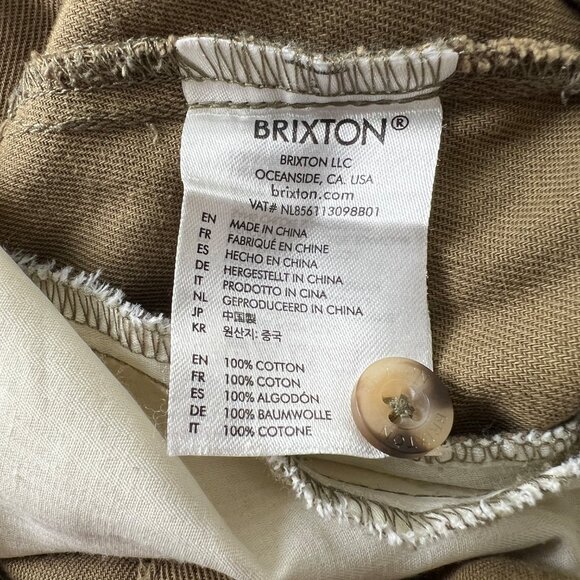 BRIXTON®
BRIXTON LLC
OCEANSIDE, CA. USA
brixton.com
VAT# NL856113098B01
EN MADE IN CHINA
FR FABRIQUÉ EN CHINE
ES HECHO EN CHINA
DE HERGESTELLT IN CHINA
IT PRODOTTO IN CINA
NL GEPRODUCEERD IN CHINA
JP 中国製
KR 원산지: 중국
EN 100% COTTON
FR 100% COTON
ES 100% ALGODÓN
DE 100% BAUMWOLLE
IT 100% COTONE